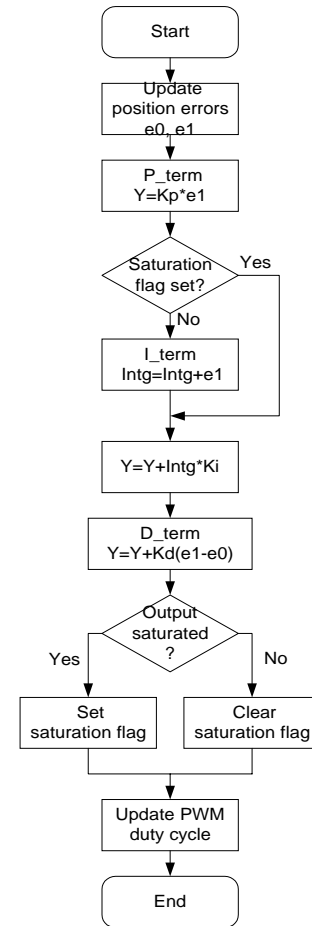 Start
Update
position errors
e0, e1
P_term
Y=Kp*e1
Saturation
flag set?
Yes
No
I_term
Intg=Intg+e1
Y=Y+Intg*Ki
D_term
Y=Y+Kd(e1-e0)
Output
saturated
?
Yes
No
Set
saturation flag
Clear
saturation flag
Update PWM
duty cycle
End